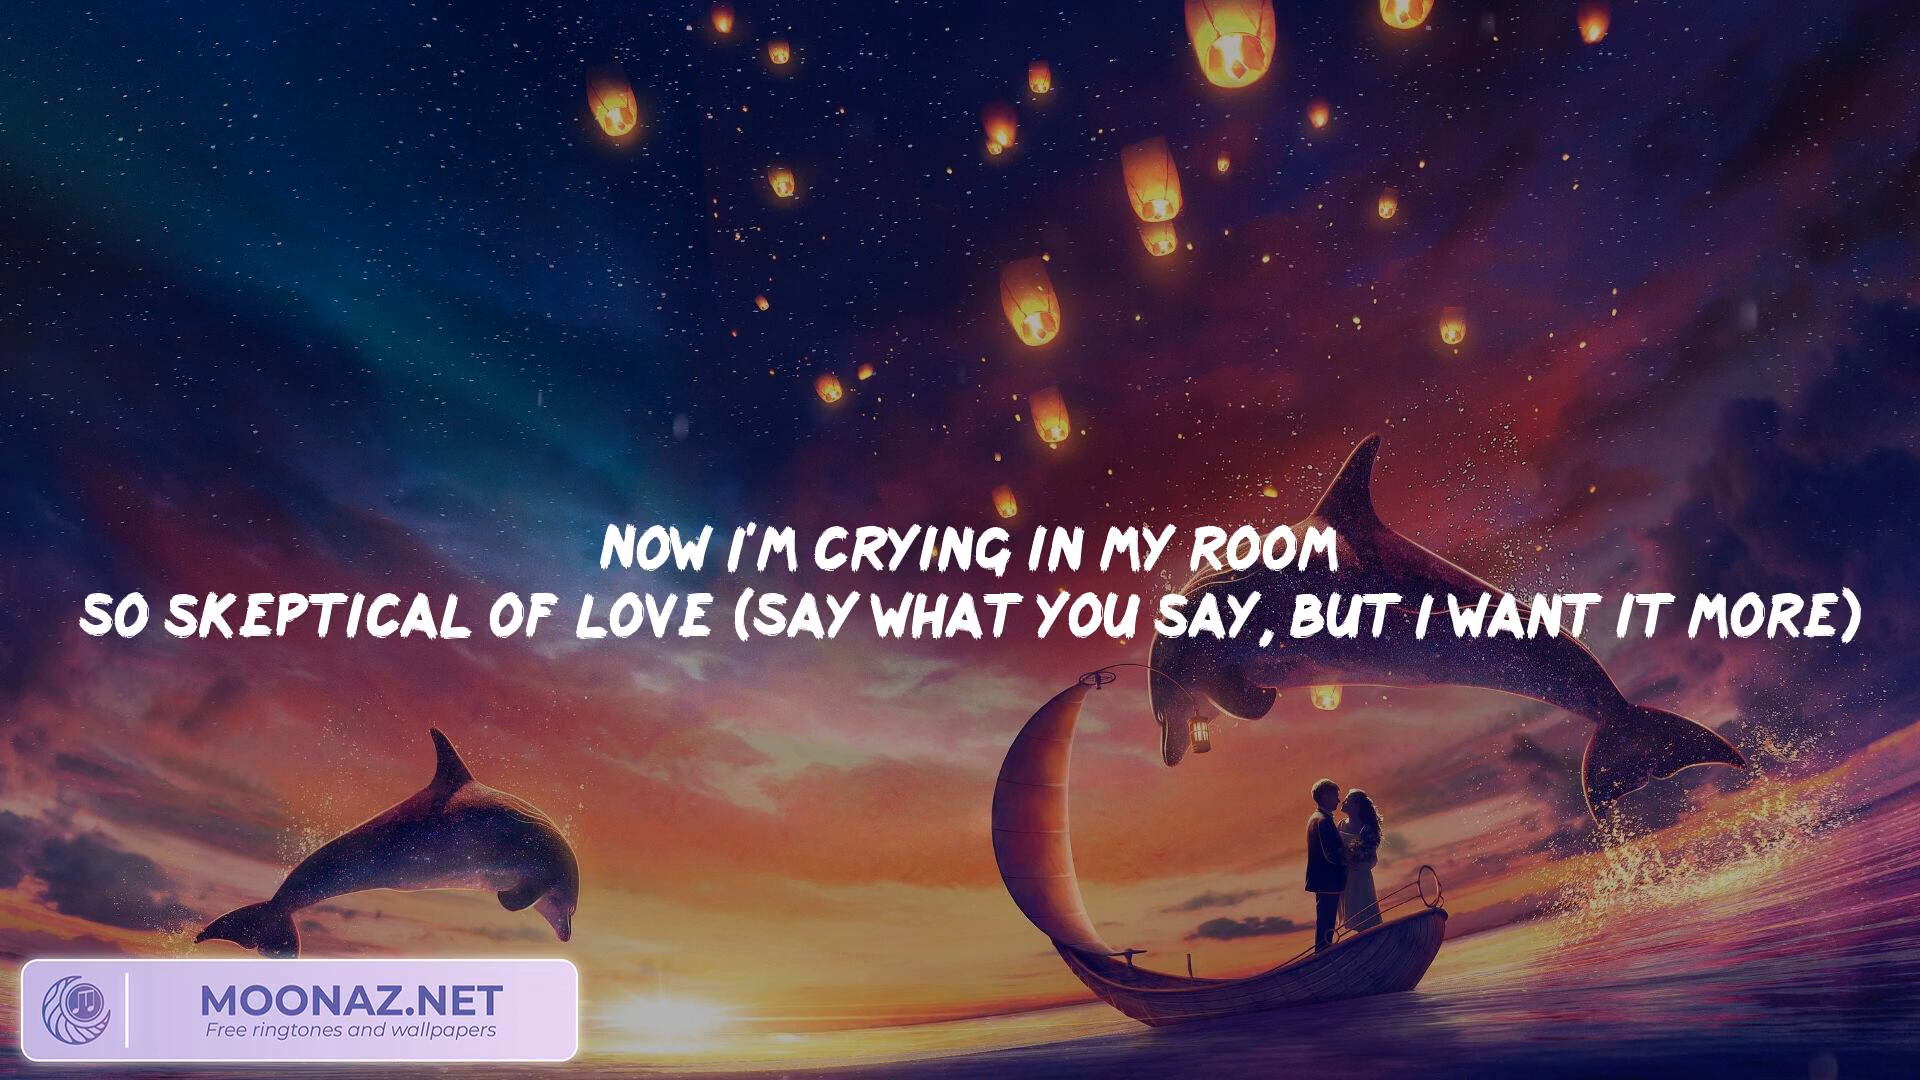 NOW I'M CRYING IN MY ROOM
SO SKEPTICAL OF LOVE (SAY WHAT YOU SAY, BUT I WANT IT MORE)
MOONAZ.NET
Free ringtones and wallpapers